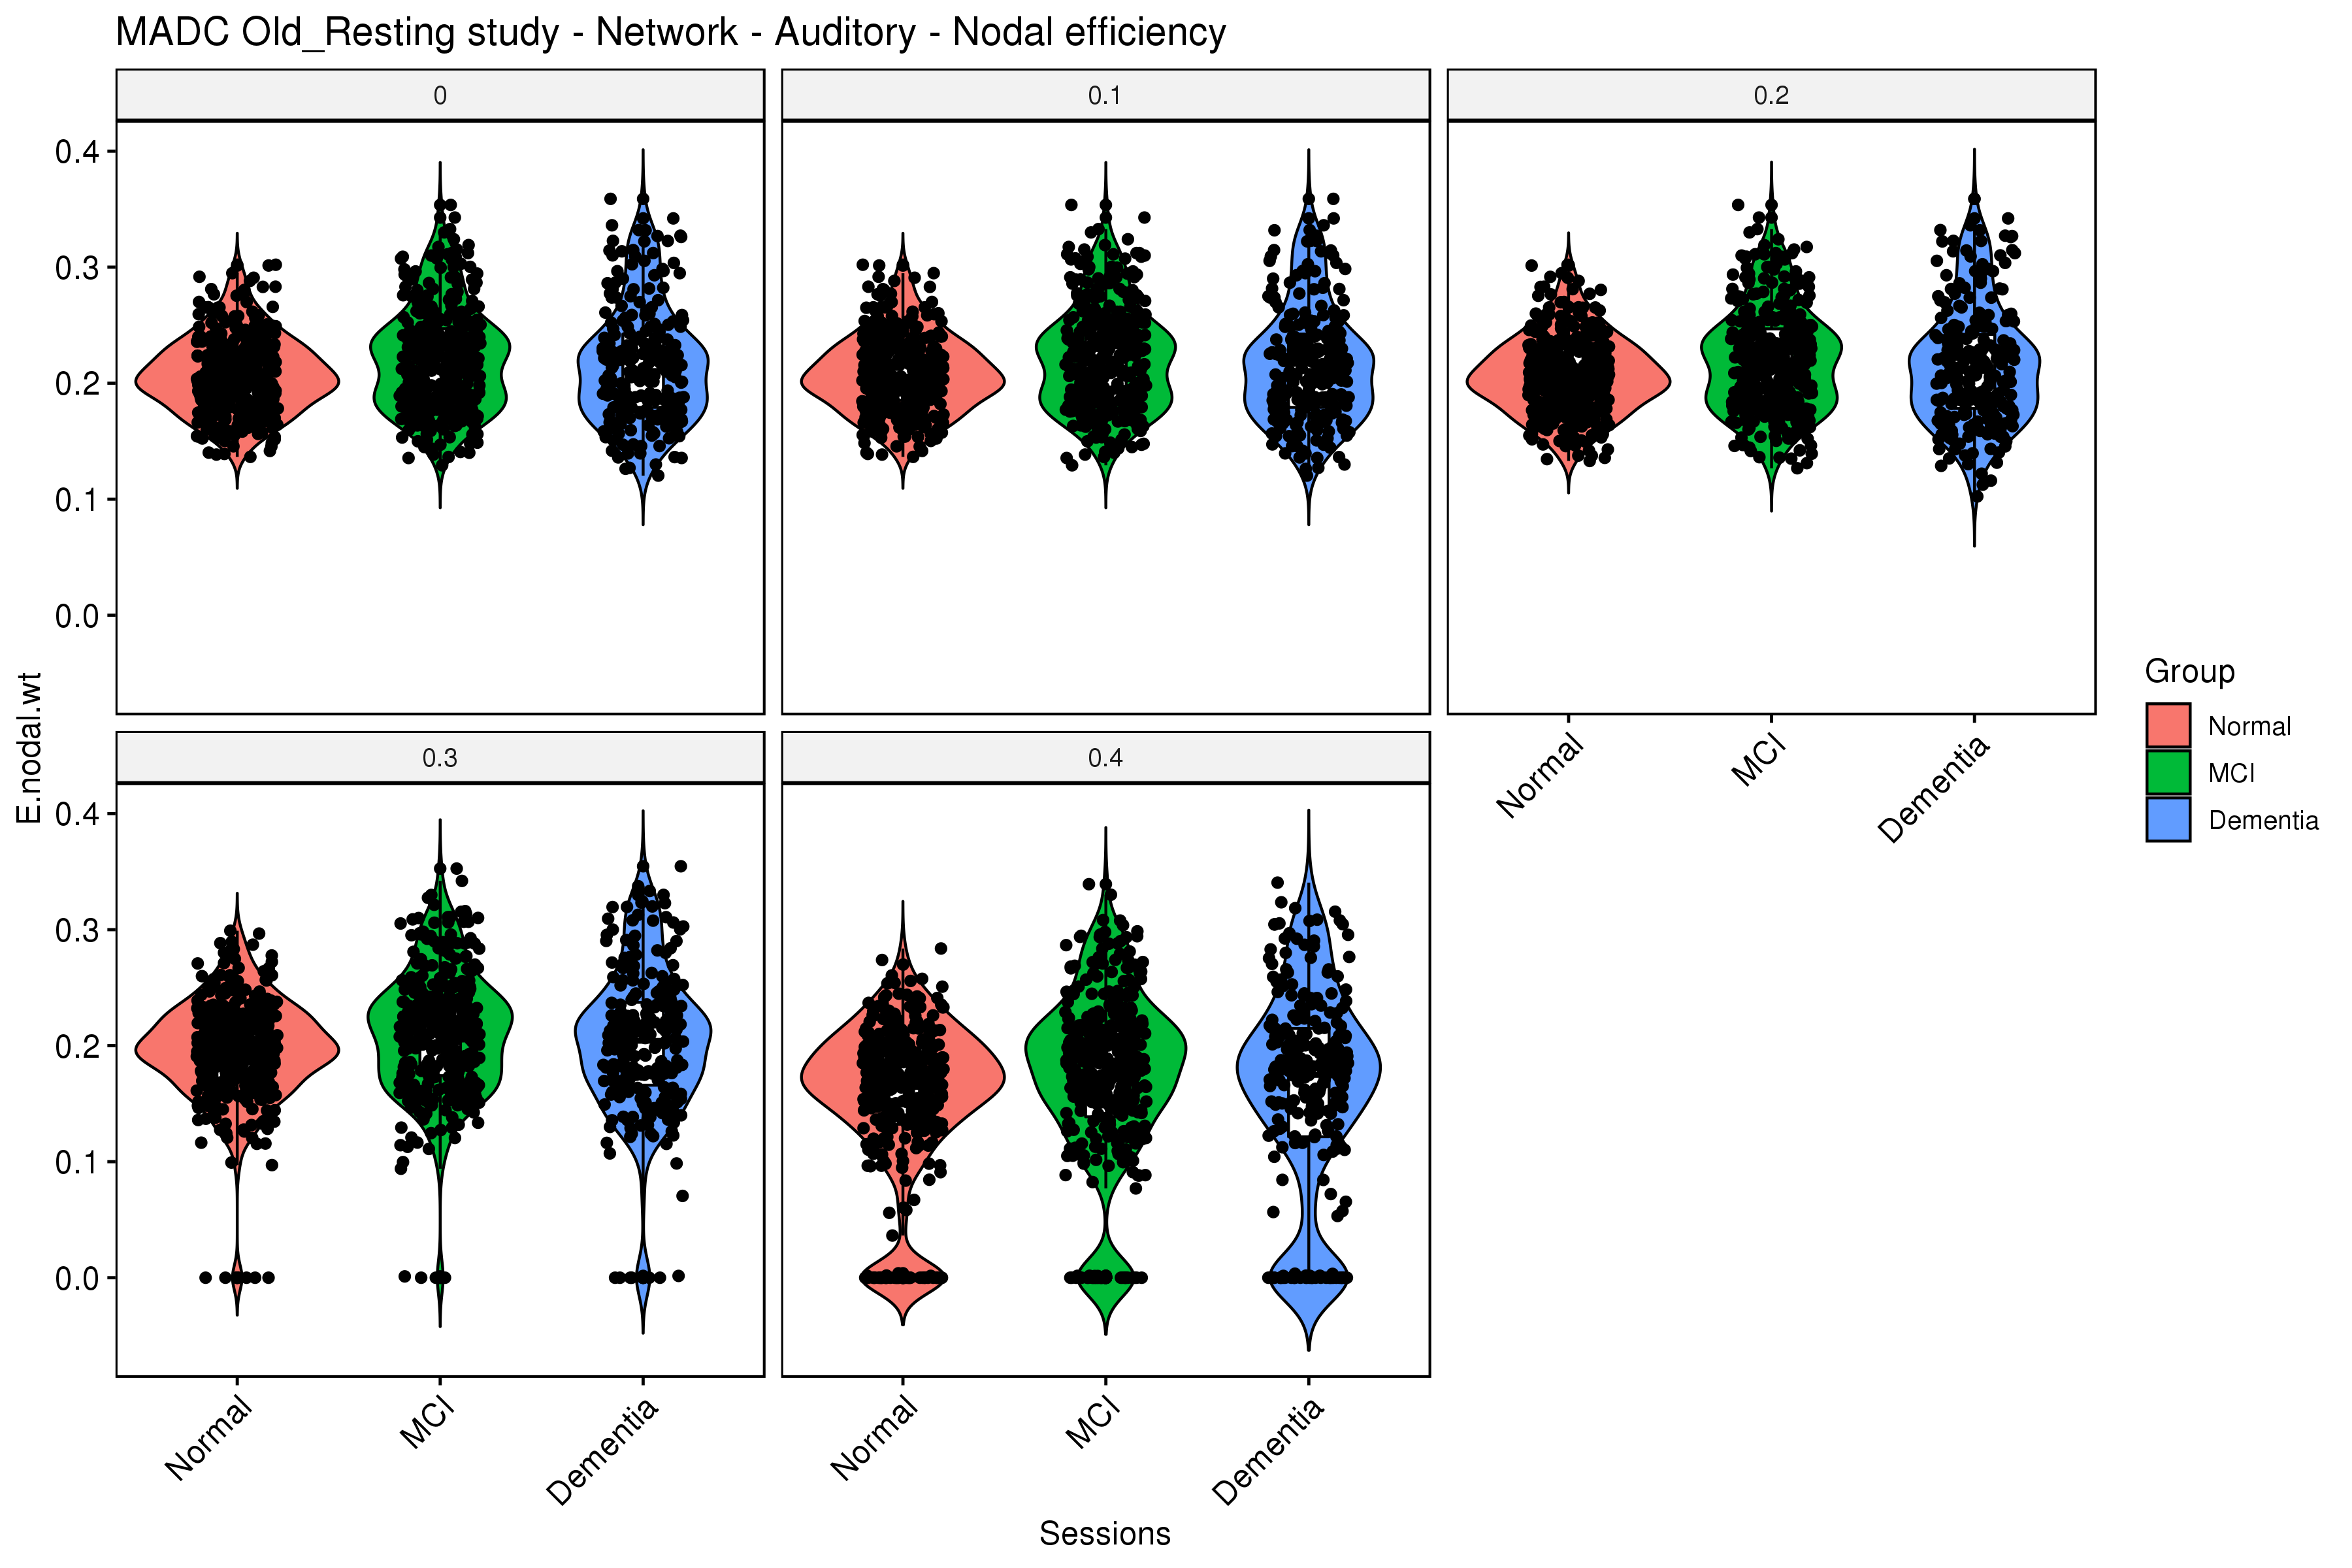 MADC Old_Resting study - Network - Auditory - Nodal efficiency
0
0.1
0.2
0.4
0.3
0.2
0.1
0.0
Normal
MCI
Dementia
0.3
0.4
0.4
0.3
0.2
0.1
0.0
Normal
MCI
Dementia
Normal
MCI
Dementia
E.nodal.wt
Sessions
Group
Normal
MCI
Dementia